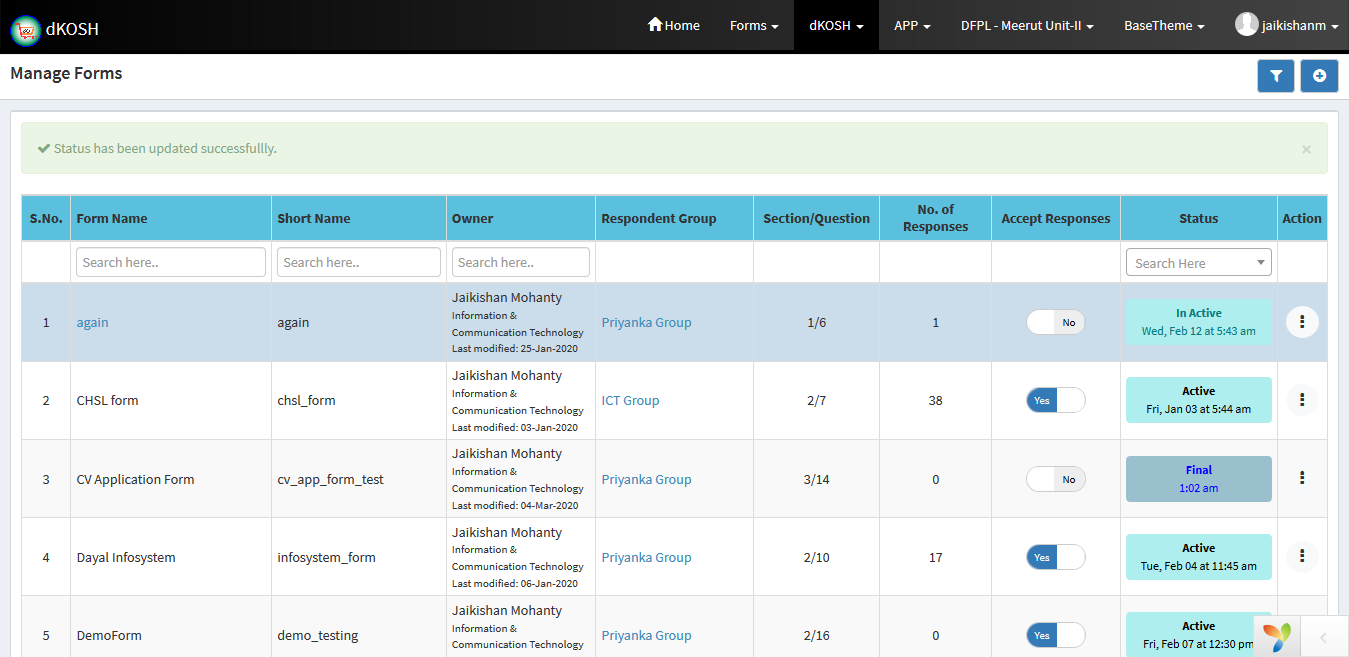 dKOSH
Home Forms dKOSH APP DFPL - Meerut Unit-II BaseTheme jaikishanm
Manage Forms
Status has been updated successfullly.
×
S.No. Form Name Short Name Owner Respondent Group Section/Question No. of Responses Accept Responses Status Action
Search here.. Search here.. Search here.. Search Here
1 again again Jaikishan Mohanty Priyanka Group 1/6 1 No In Active
Information &
Communication Technology
Wed, Feb 12 at 5:43 am
Last modified: 25-Jan-2020
2 CHSL form chsl_form Jaikishan Mohanty ICT Group 2/7 38 Yes Active
Information &
Communication Technology
Fri, Jan 03 at 5:44 am
Last modified: 03-Jan-2020
3 CV Application Form cv_app_form_test Jaikishan Mohanty Priyanka Group 3/14 0 No Final
Information &
Communication Technology
1:02 am
Last modified: 04-Mar-2020
4 Dayal Infosystem infosystem_form Jaikishan Mohanty Priyanka Group 2/10 17 Yes Active
Information &
Communication Technology
Tue, Feb 04 at 11:45 am
Last modified: 06-Jan-2020
5 DemoForm demo_testing Jaikishan Mohanty Priyanka Group 2/16 0 Yes Active
Information &
Communication Technology
Fri, Feb 07 at 12:30 pm